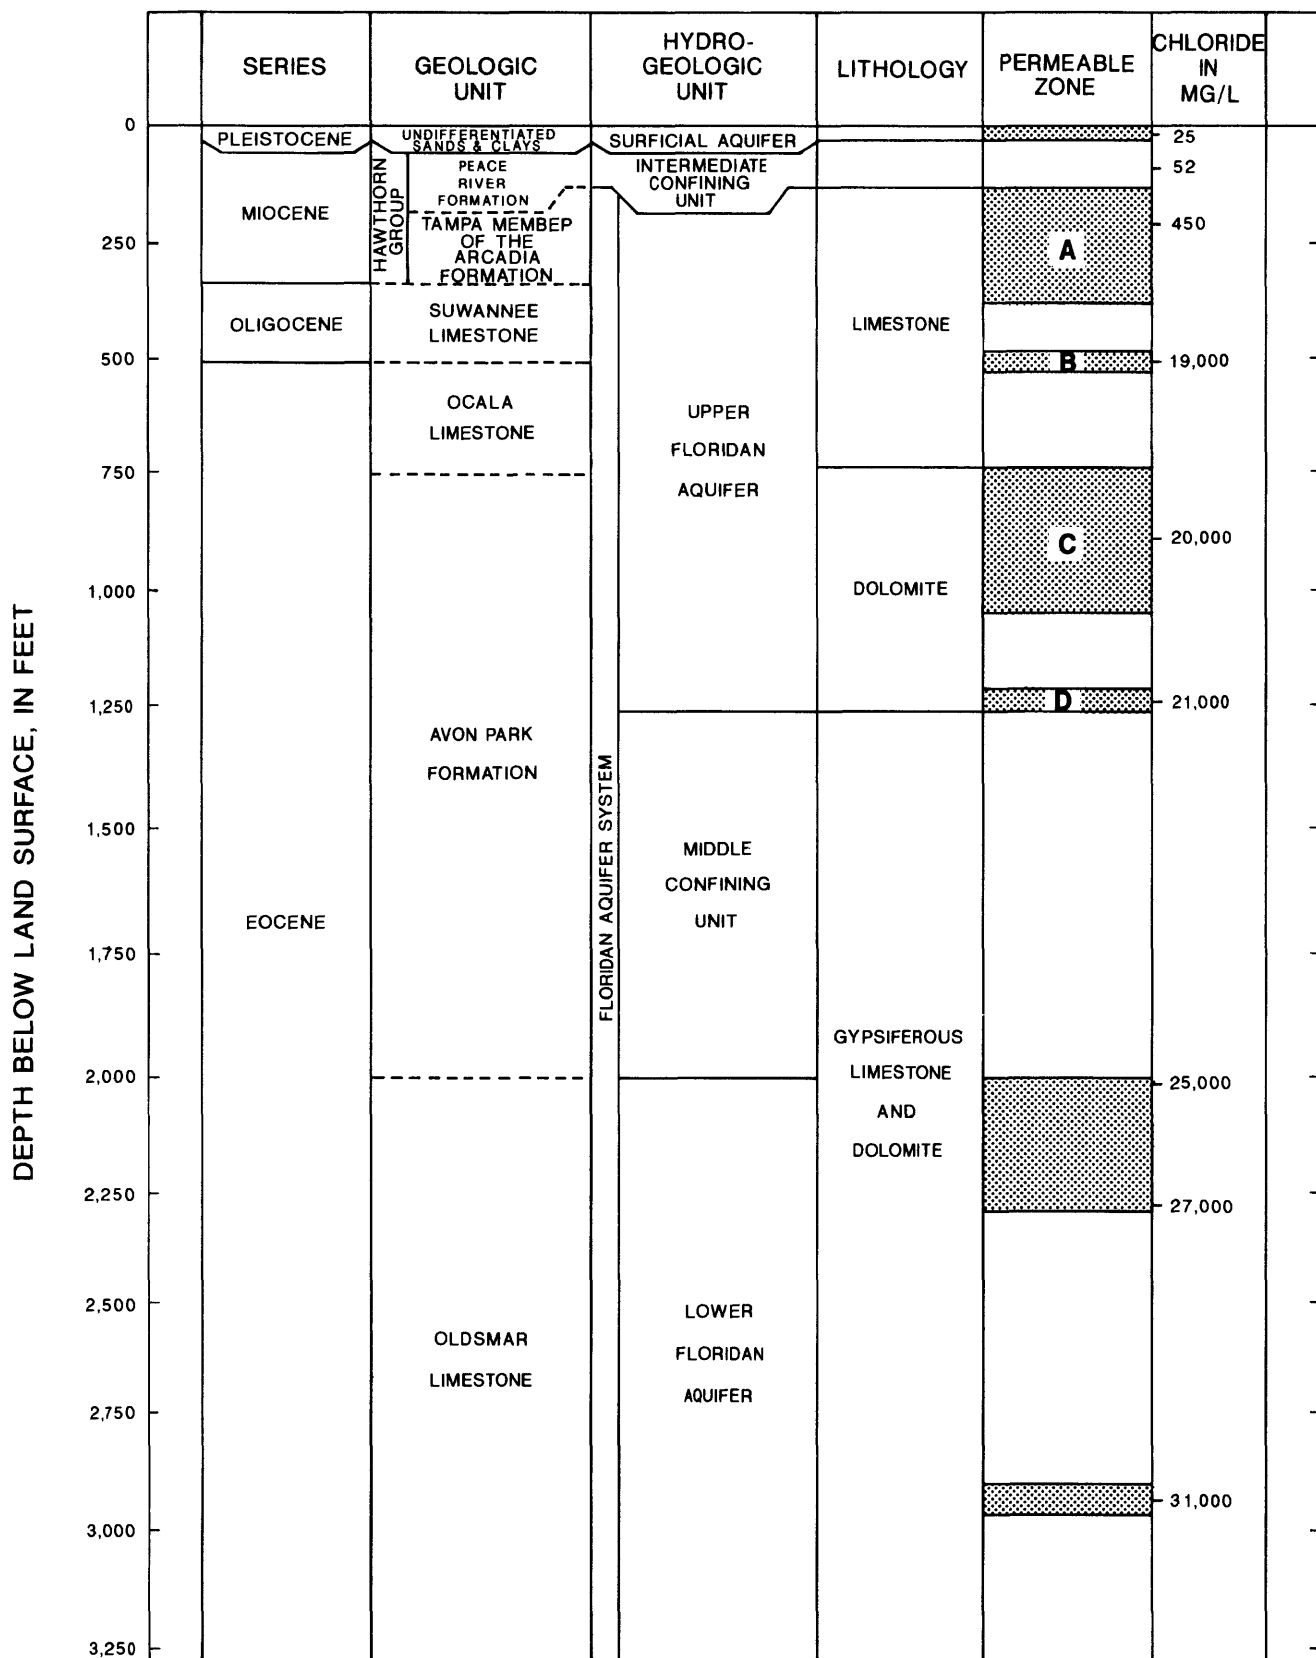 DEPTH BELOW LAND SURFACE, IN FEET
0
250
500
750
1,000
1,250
1,500
1,750
2,000
2,250
2,500
2,750
3,000
3,250
SERIES
PLEISTOCENE
MIOCENE
OLIGOCENE
EOCENE
GEOLOGIC
UNIT
UNDIFFERENTIATED
SANDS & CLAYS
HAWTHORN
GROUP
PEACE
RIVER
FORMATION
TAMPA MEMBEP
OF THE
ARCADIA
FORMATION
SUWANNEE
LIMESTONE
OCALA
LIMESTONE
AVON PARK
FORMATION
OLDSMAR
LIMESTONE
HYDRO-
GEOLOGIC
UNIT
SURFICIAL AQUIFER
INTERMEDIATE
CONFINING
UNIT
FLORIDAN AQUIFER SYSTEM
UPPER
FLORIDAN
AQUIFER
MIDDLE
CONFINING
UNIT
LOWER
FLORIDAN
AQUIFER
LITHOLOGY
LIMESTONE
DOLOMITE
GYPSIFEROUS
LIMESTONE
AND
DOLOMITE
PERMEABLE
ZONE
A
B
C
D
CHLORIDE
IN
MG/L
25
52
450
19,000
20,000
21,000
25,000
27,000
31,000